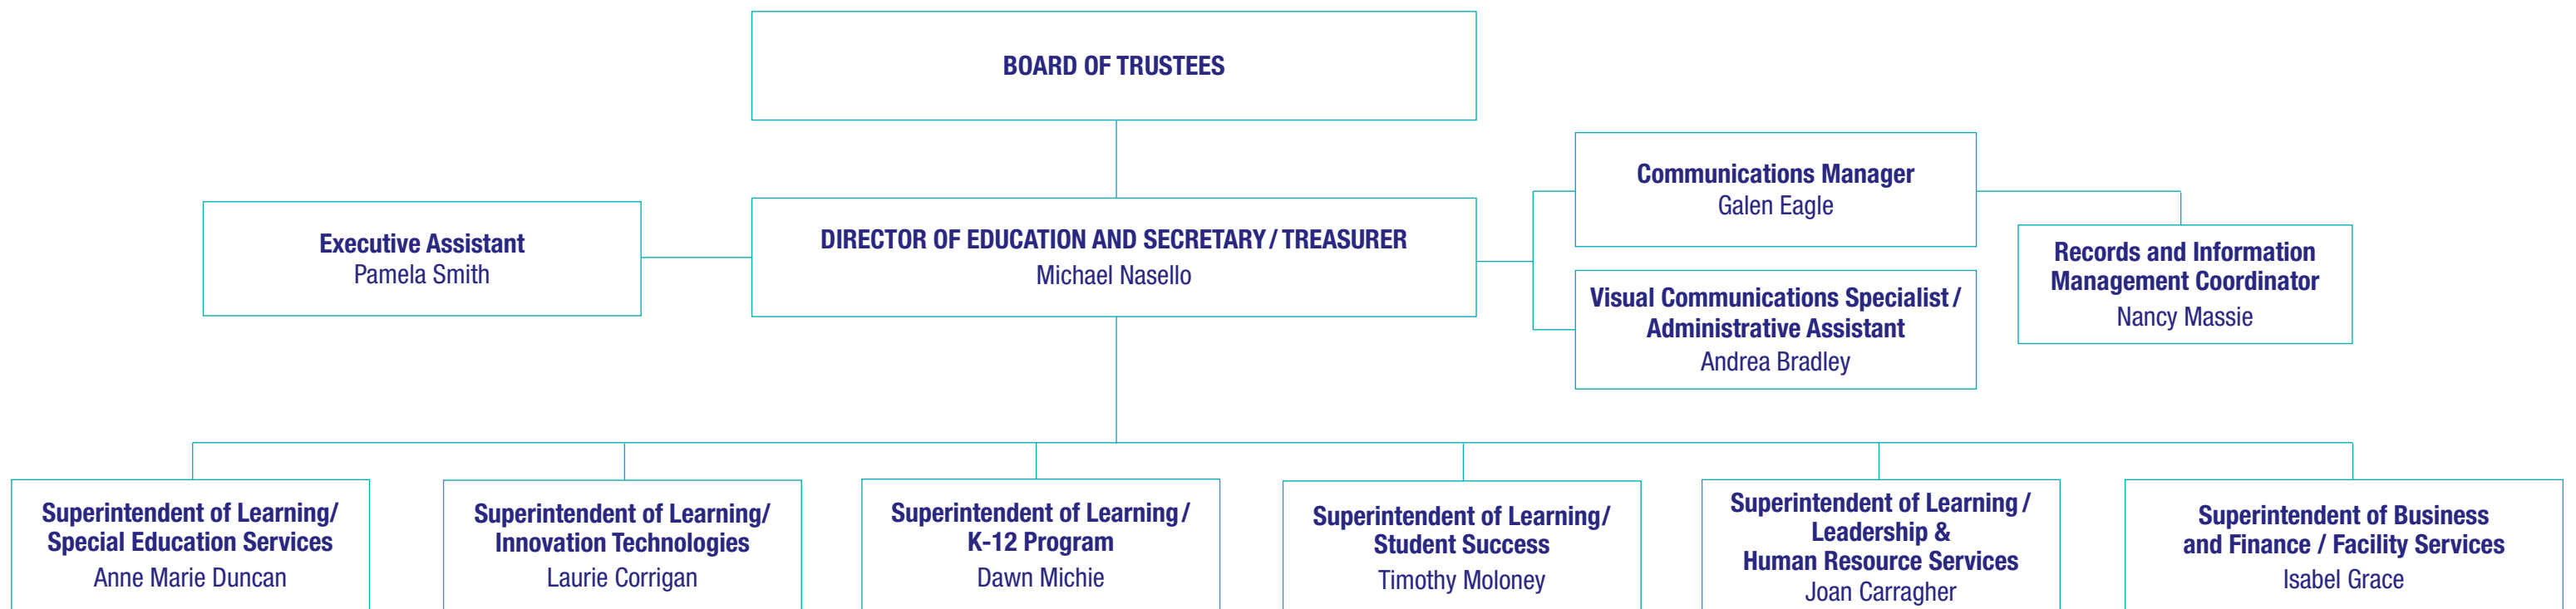 BOARD OF TRUSTEES
Executive Assistant
Pamela Smith
DIRECTOR OF EDUCATION AND SECRETARY / TREASURER
Michael Nasello
Communications Manager
Galen Eagle
Visual Communications Specialist /
Administrative Assistant
Andrea Bradley
Records and Information
Management Coordinator
Nancy Massie
Superintendent of Learning/
Special Education Services
Anne Marie Duncan
Superintendent of Learning/
Innovation Technologies
Laurie Corrigan
Superintendent of Learning /
K-12 Program
Dawn Michie
Superintendent of Learning/
Student Success
Timothy Moloney
Superintendent of Learning /
Leadership &
Human Resource Services
Joan Carragher
Superintendent of Business
and Finance / Facility Services
Isabel Grace